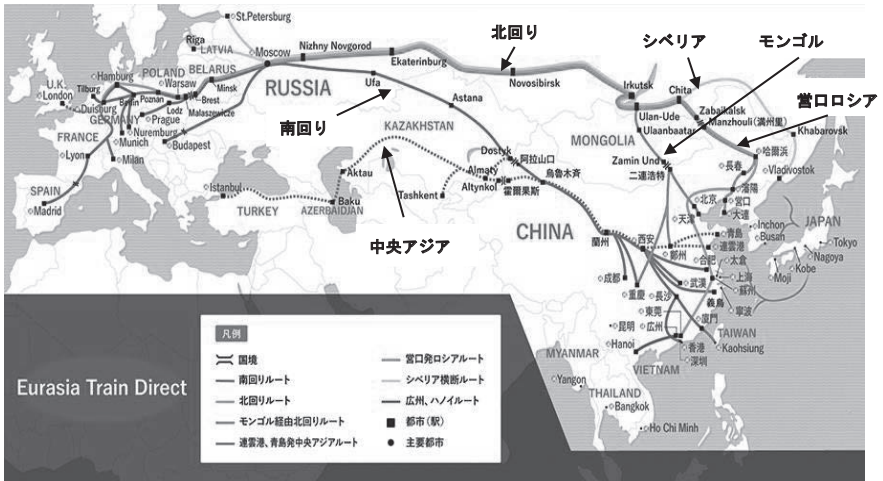 St.Petersburg
北回り
Rīga
LATVIA
Moscow
Nizhny Novgorod
シベリア
モンゴル
Ekaterinburg
Novosibirsk
Irkutsk
Chita
U.K.
London
Hamburg
POLAND
BELARUS
Warsaw
Minsk
Tilburg
Duisburg
Berlin
Poznan
Lodz
Brest
Malaszewicze
GERMANY
Prague
Nuremburg
Munich
Budapest
FRANCE
Lyon
Milan
SPAIN
Madrid
RUSSIA
Ufa
Astana
南回り
KAZAKHSTAN
Ulan-Ude
Ulaanbaatar
Zabaikalsk
Manzhouli(満州里)
営口ロシア
Khabarovsk
MONGOLIA
Zamin Und
二連浩特
哈爾浜
長春
Vladivostok
瀋陽
営口
大連
北京
天津
Dostyk
阿拉山口
Almaty
Altynkol
霍爾果斯
烏魯木斉
Tashkent
Aktau
Istanbul
TURKEY
AZERBAIDJAN
Baku
中央アジア
CHINA
蘭州
西安
鄭州
青島
連雲港
Inchon
Busan
JAPAN
Tokyo
Nagoya
Kobe
Moji
合肥
太倉
上海
蘇州
義烏
寧波
成都
重慶
長沙
武漢
東莞
広州
厦門
昆明
Hanoi
香港
深圳
TAIWAN
Kaohsiung
MYANMAR
VIETNAM
Yangon
THAILAND
Bangkok
Ho Chi Minh
Eurasia Train Direct
凡例
国境
南回りルート
北回りルート
モンゴル経由北回りルート
連雲港、青島発中央アジアルート
営口発ロシアルート
シベリア横断ルート
広州、ハノイルート
都市(駅)
主要都市